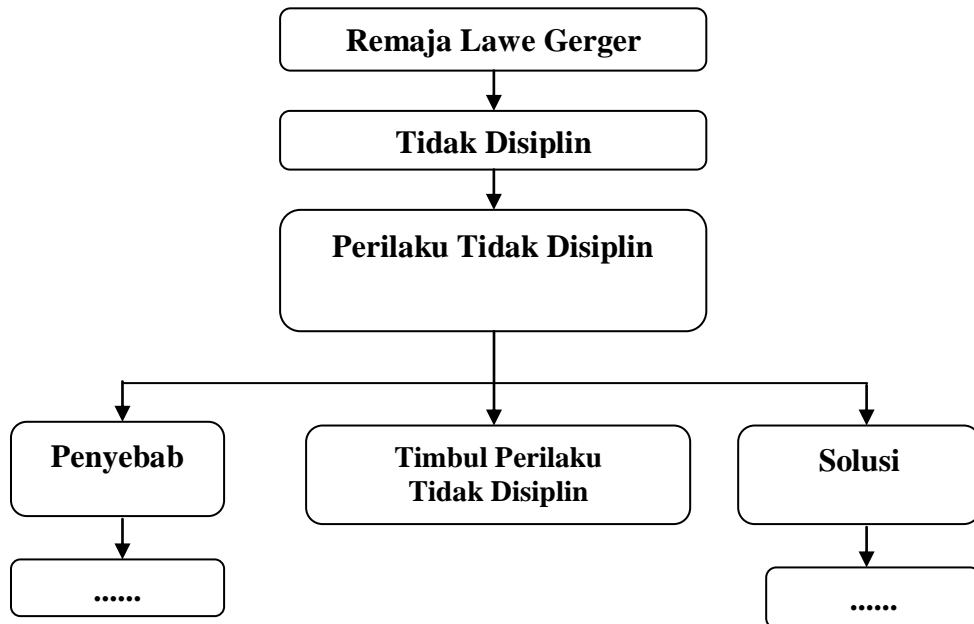 Remaja Lawe Gerger
Tidak Disiplin
Perilaku Tidak Disiplin
Penyebab
Timbul Perilaku
Tidak Disiplin
Solusi
......
......